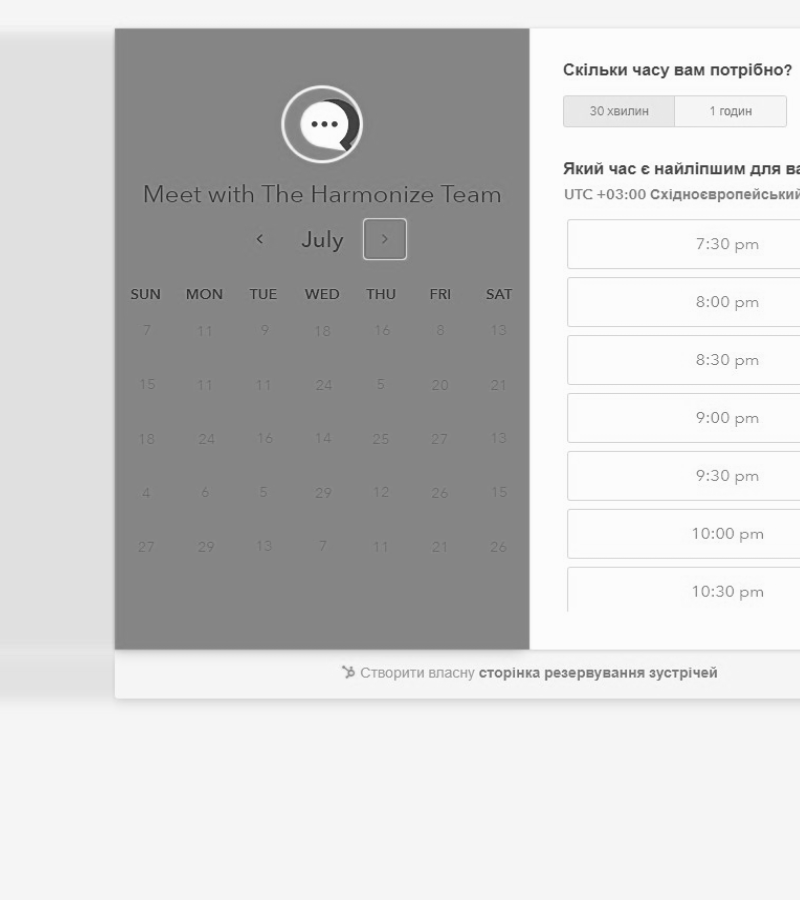 Meet with The Harmonize Team
July
SUN MON TUE WED THU FRI SAT
7 11 9 18 16 8 13
15 11 11 24 5 20 21
18 24 16 14 25 27 13
4 6 5 29 12 26 15
27 29 13 7 11 21 26
Скільки часу вам потрібно?
30 хвилин 1 годин
Який час є найліпшим для
UTC +03:00 Східноєвропейський
7:30 pm
8:00 pm
8:30 pm
9:00 pm
9:30 pm
10:00 pm
10:30 pm
Створити власну сторінка резервування зустрічей